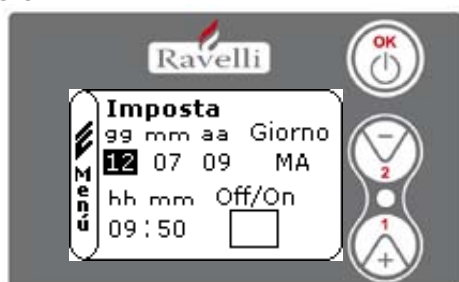 Ravelli
OK
Imposta
gg mm aa Giorno
12 07 09 MA
hh mm Off/On
09:50
Menú
2
1